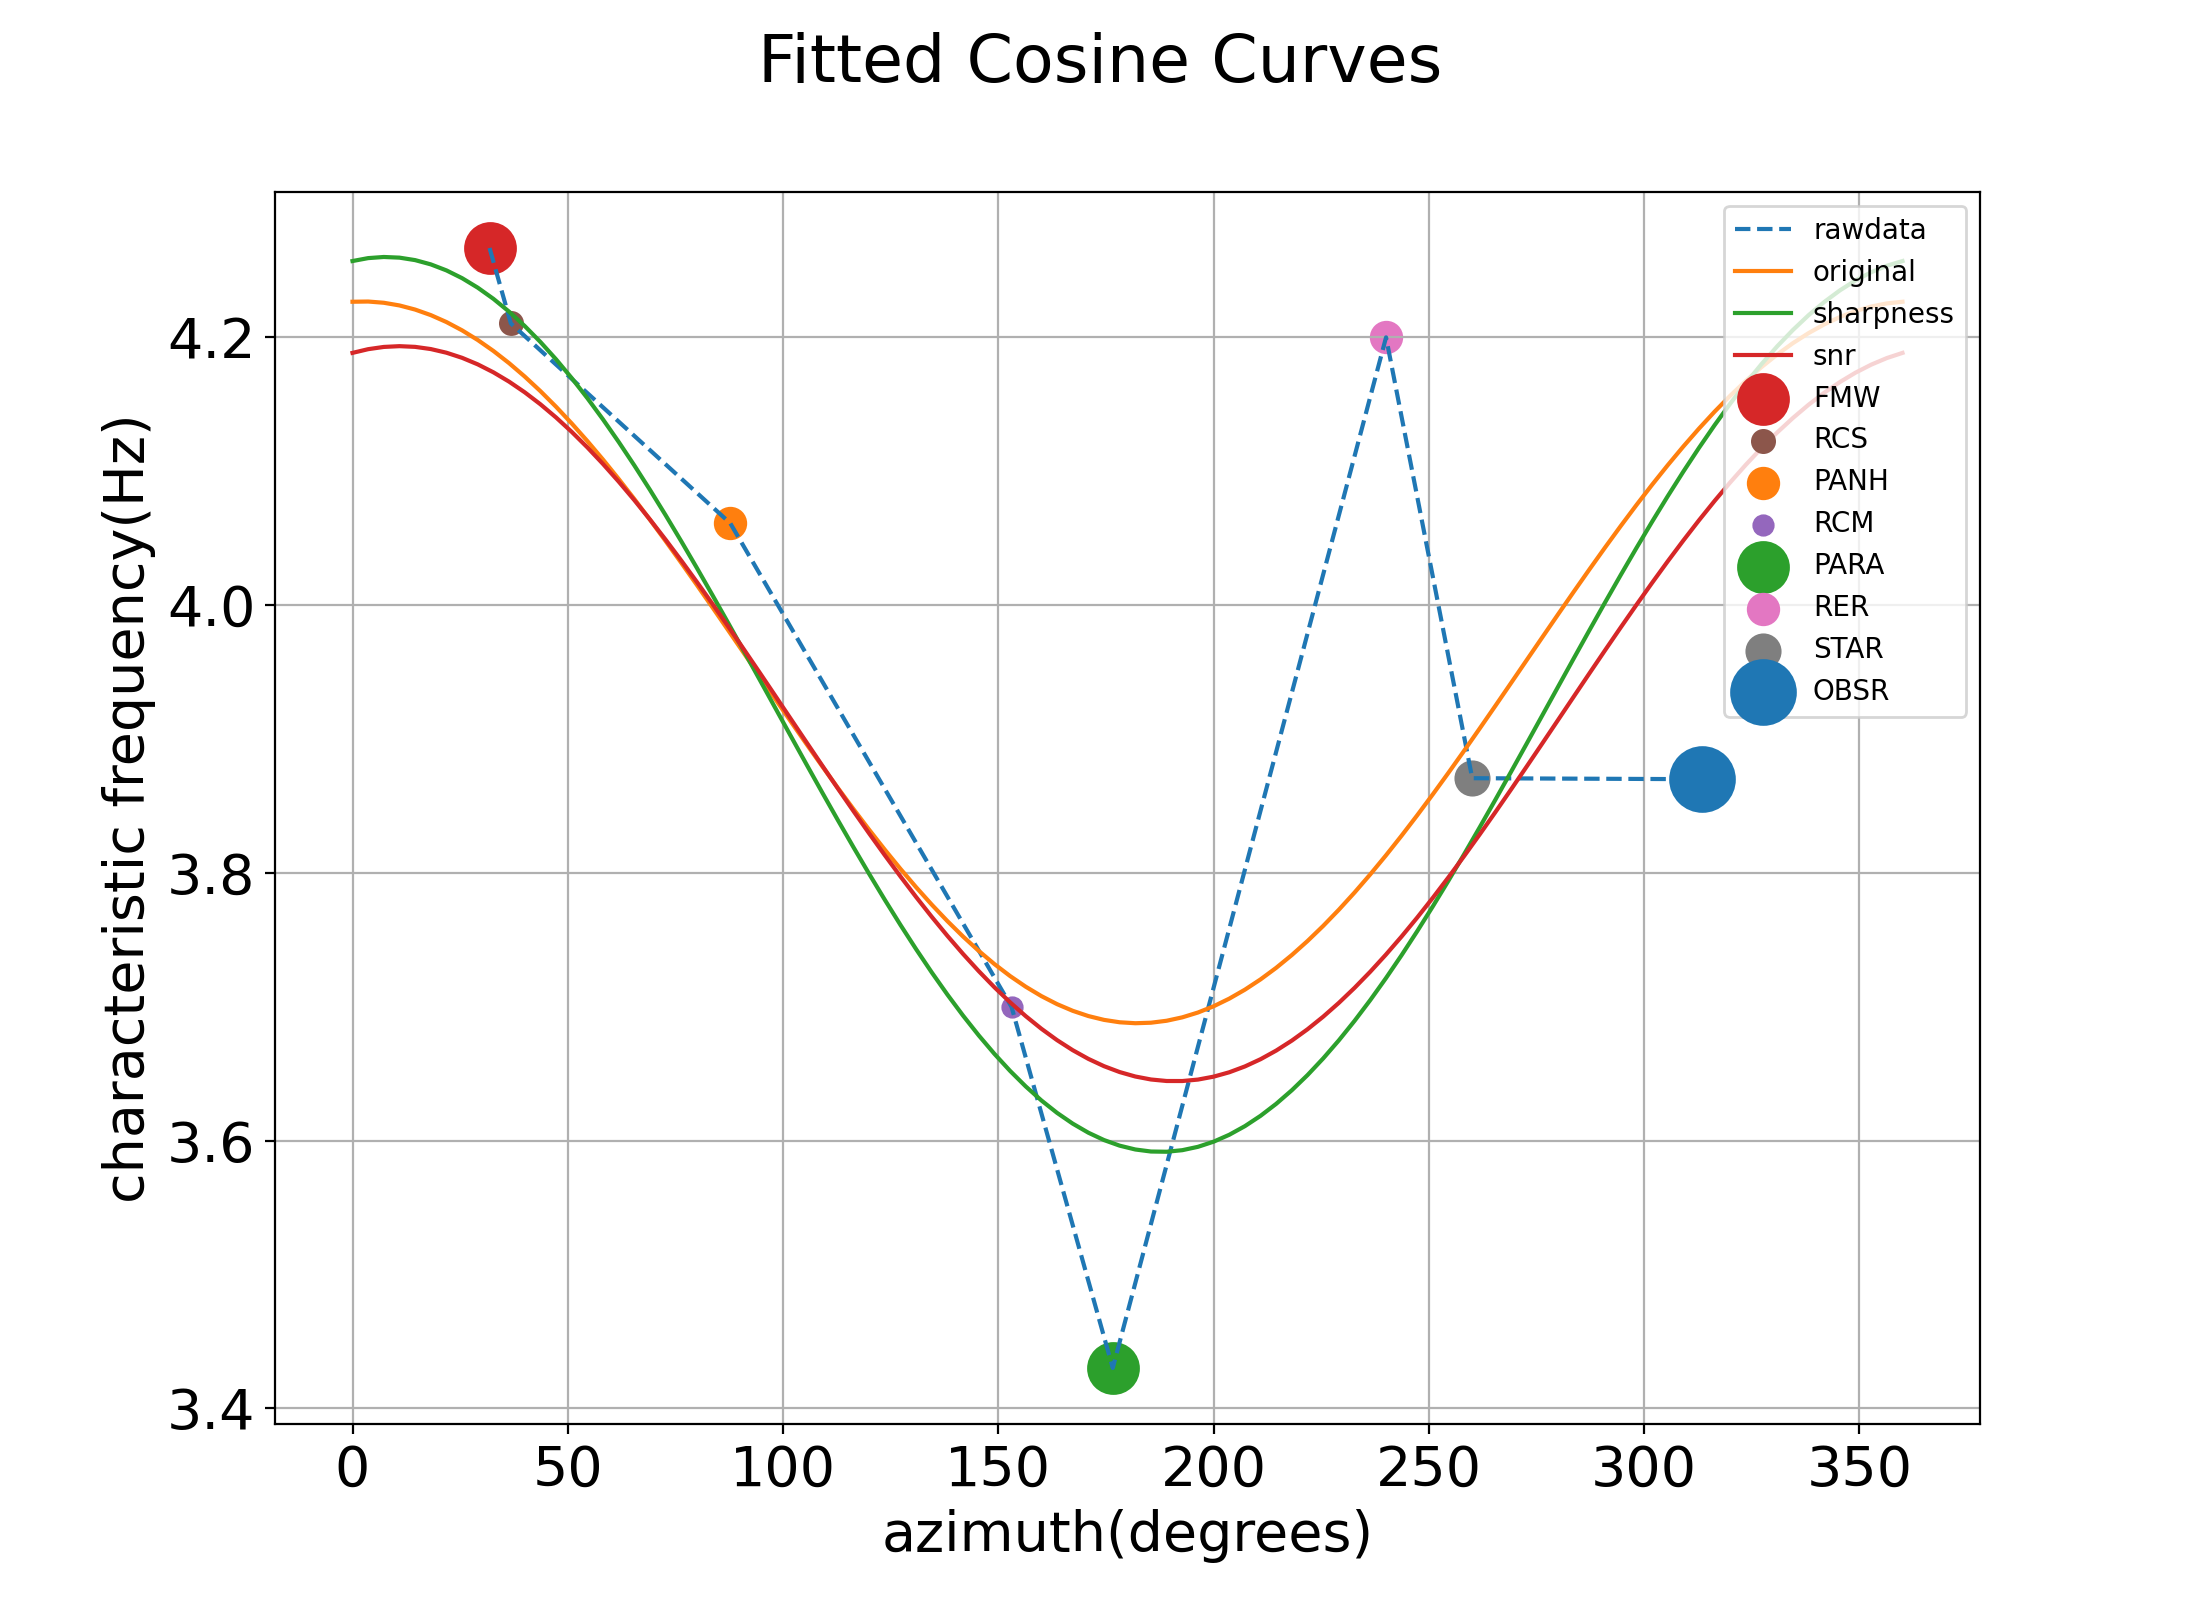 Fitted Cosine Curves
characteristic frequency(Hz)
4.2
4.0
3.8
3.6
3.4
0 50 100 150 200 250 300 350
azimuth(degrees)
rawdata
original
sharpness
snr
FMW
RCS
PANH
RCM
PARA
RER
STAR
OBSR